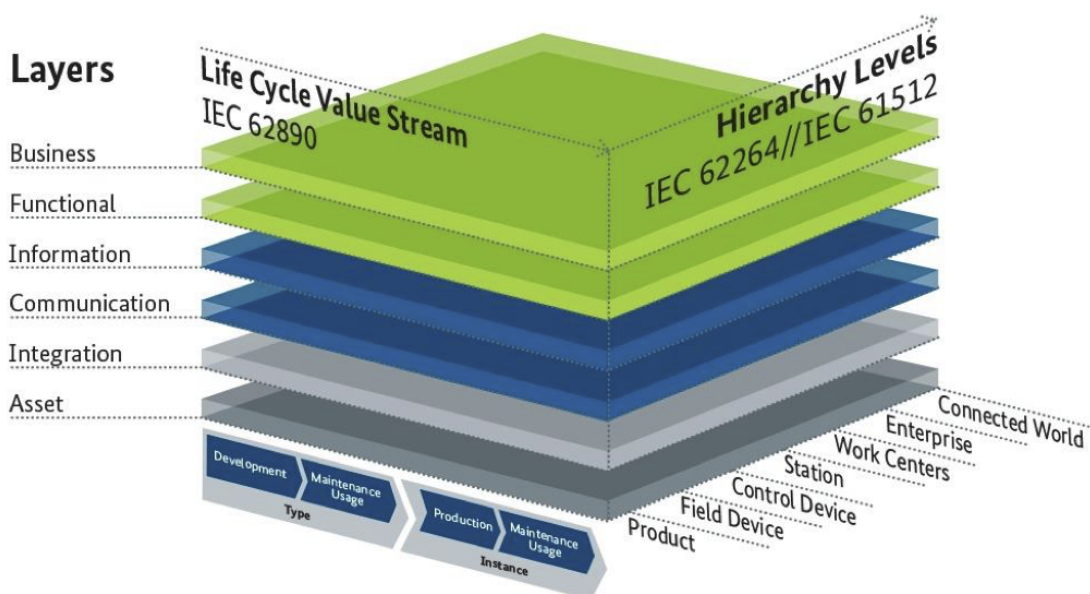 Layers
Life Cycle Value Stream
IEC 62890
Hierarchy Levels
IEC 62264//IEC 61512
Business
Functional
Information
Communication
Integration
Asset
Development
Maintenance
Usage
Type
Production
Maintenance
Usage
Instance
Connected World
Enterprise
Work Centers
Station
Control Device
Field Device
Product